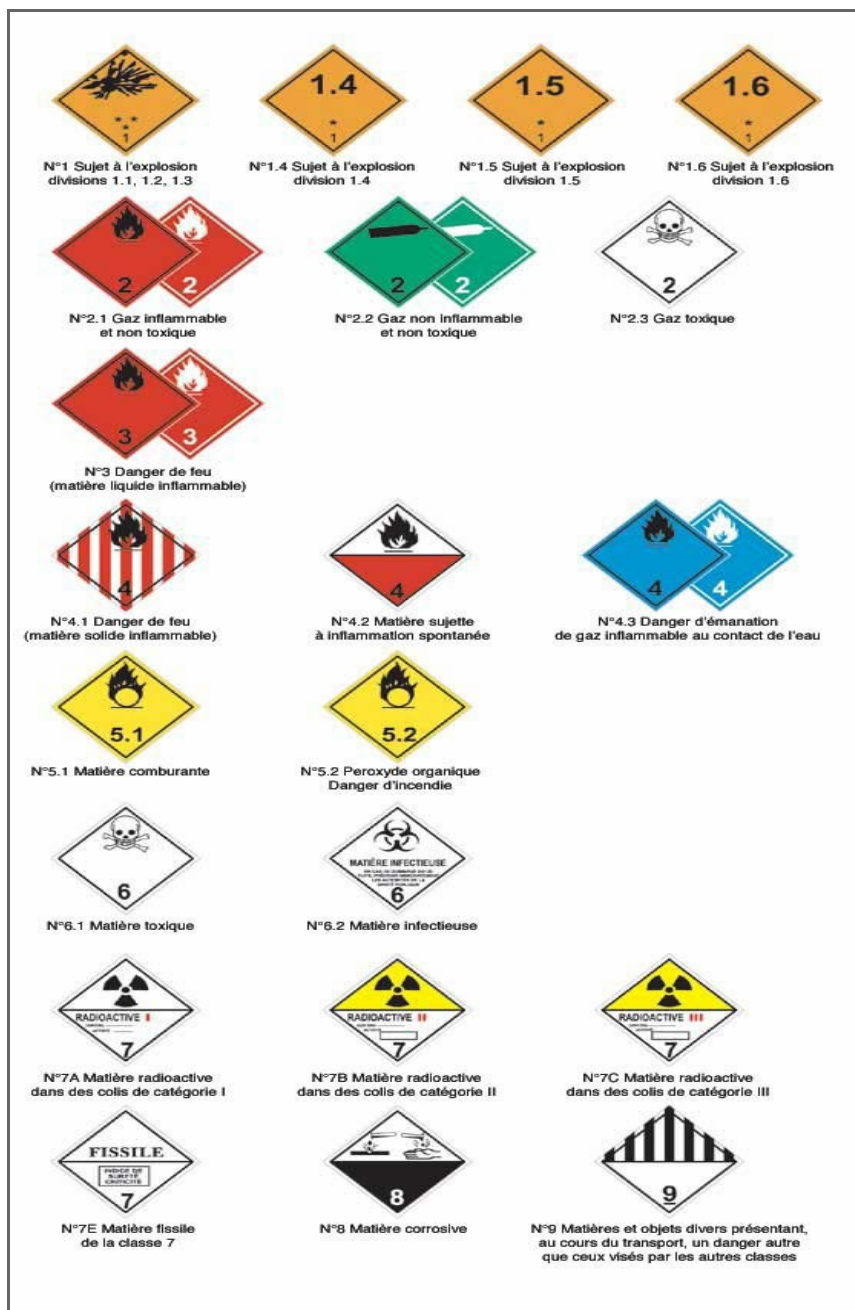 1
1.4
1
1.5
1
1.6
1
N°1 Sujet à l'explosion
divisions 1.1, 1.2, 1.3
N°1.4 Sujet à l'explosion
division 1.4
N°1.5 Sujet à l'explosion
division 1.5
N°1.6 Sujet à l'explosion
division 1.6
2
2
2
2
2
N°2.1 Gaz inflammable
et non toxique
N°2.2 Gaz non inflammable
et non toxique
N°2.3 Gaz toxique
3
3
N°3 Danger de feu
(matière liquide inflammable)
4
4
4
4
N°4.1 Danger de feu
(matière solide inflammable)
N°4.2 Matière sujette
à inflammation spontanée
N°4.3 Danger d'émanation
de gaz inflammable au contact de l'eau
5.1
5.2
N°5.1 Matière comburante
N°5.2 Peroxyde organique
Danger d'incendie
6
MATIÈRE INFECTIEUSE
6
N°6.1 Matière toxique
N°6.2 Matière infectieuse
RADIOACTIVE I
7
RADIOACTIVE II
7
RADIOACTIVE III
7
N°7A Matière radioactive
dans des colis de catégorie I
N°7B Matière radioactive
dans des colis de catégorie II
N°7C Matière radioactive
dans des colis de catégorie III
FISSILE
INDICE DE
SURETÉ
CRITICITÉ
7
8
9
N°7E Matière fissile
de la classe 7
N°8 Matière corrosive
N°9 Matières et objets divers présentant,
au cours du transport, un danger autre
que ceux visés par les autres classes